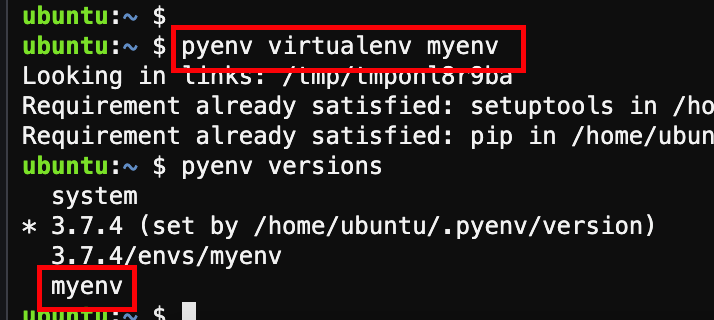 ubuntu:~ $
ubuntu:~ $ pyenv virtualenv myenv
Looking in links: /tmp/tmponl8r9ba
Requirement already satisfied: setuptools in /ho
Requirement already satisfied: pip in /home/ubun
ubuntu:~ $ pyenv versions
system
* 3.7.4 (set by /home/ubuntu/.pyenv/version)
3.7.4/envs/myenv
myenv
ubuntu:~ $